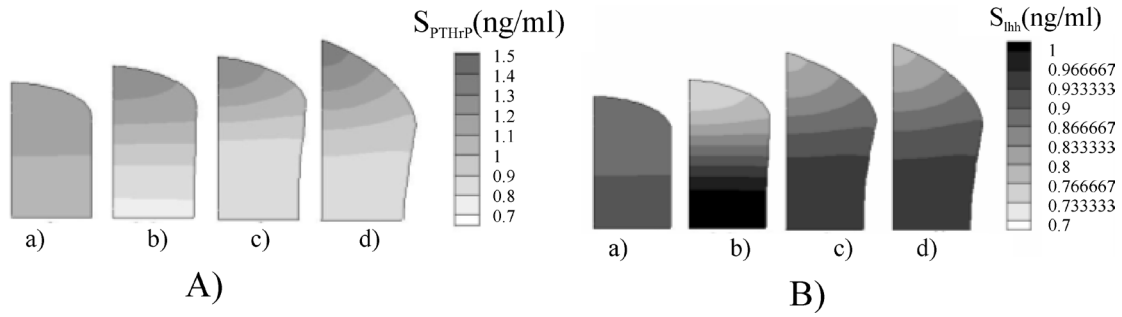 S_PTHrP(ng/ml)
1.5
1.4
1.3
1.2
1.1
1
0.9
0.8
0.7
a)
b)
c)
d)
A)
S_Ihh(ng/ml)
1
0.966667
0.933333
0.9
0.866667
0.833333
0.8
0.766667
0.733333
0.7
a)
b)
c)
d)
B)